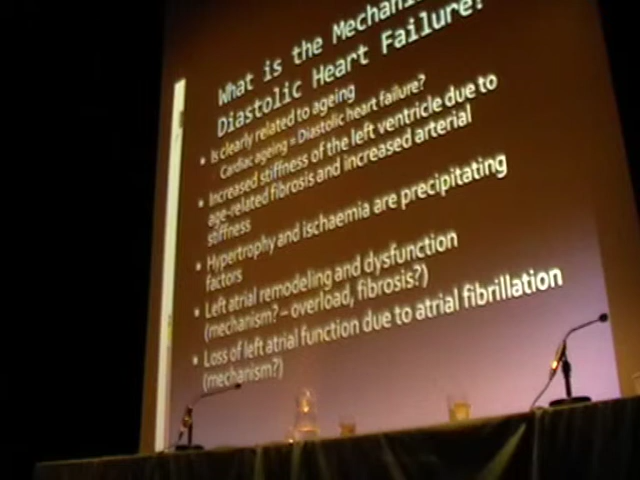 What is the Mechani
Diastolic Heart Failure?
• Is clearly related to ageing
Cardiac ageing = Diastolic heart failure?
• Increased stiffness of the left ventricle due to
age-related fibrosis and increased arterial
stiffness
• Hypertrophy and ischaemia are precipitating
factors
• Left atrial remodeling and dysfunction
(mechanism? – overload, fibrosis?)
• Loss of left atrial function due to atrial fibrillation
(mechanism?)